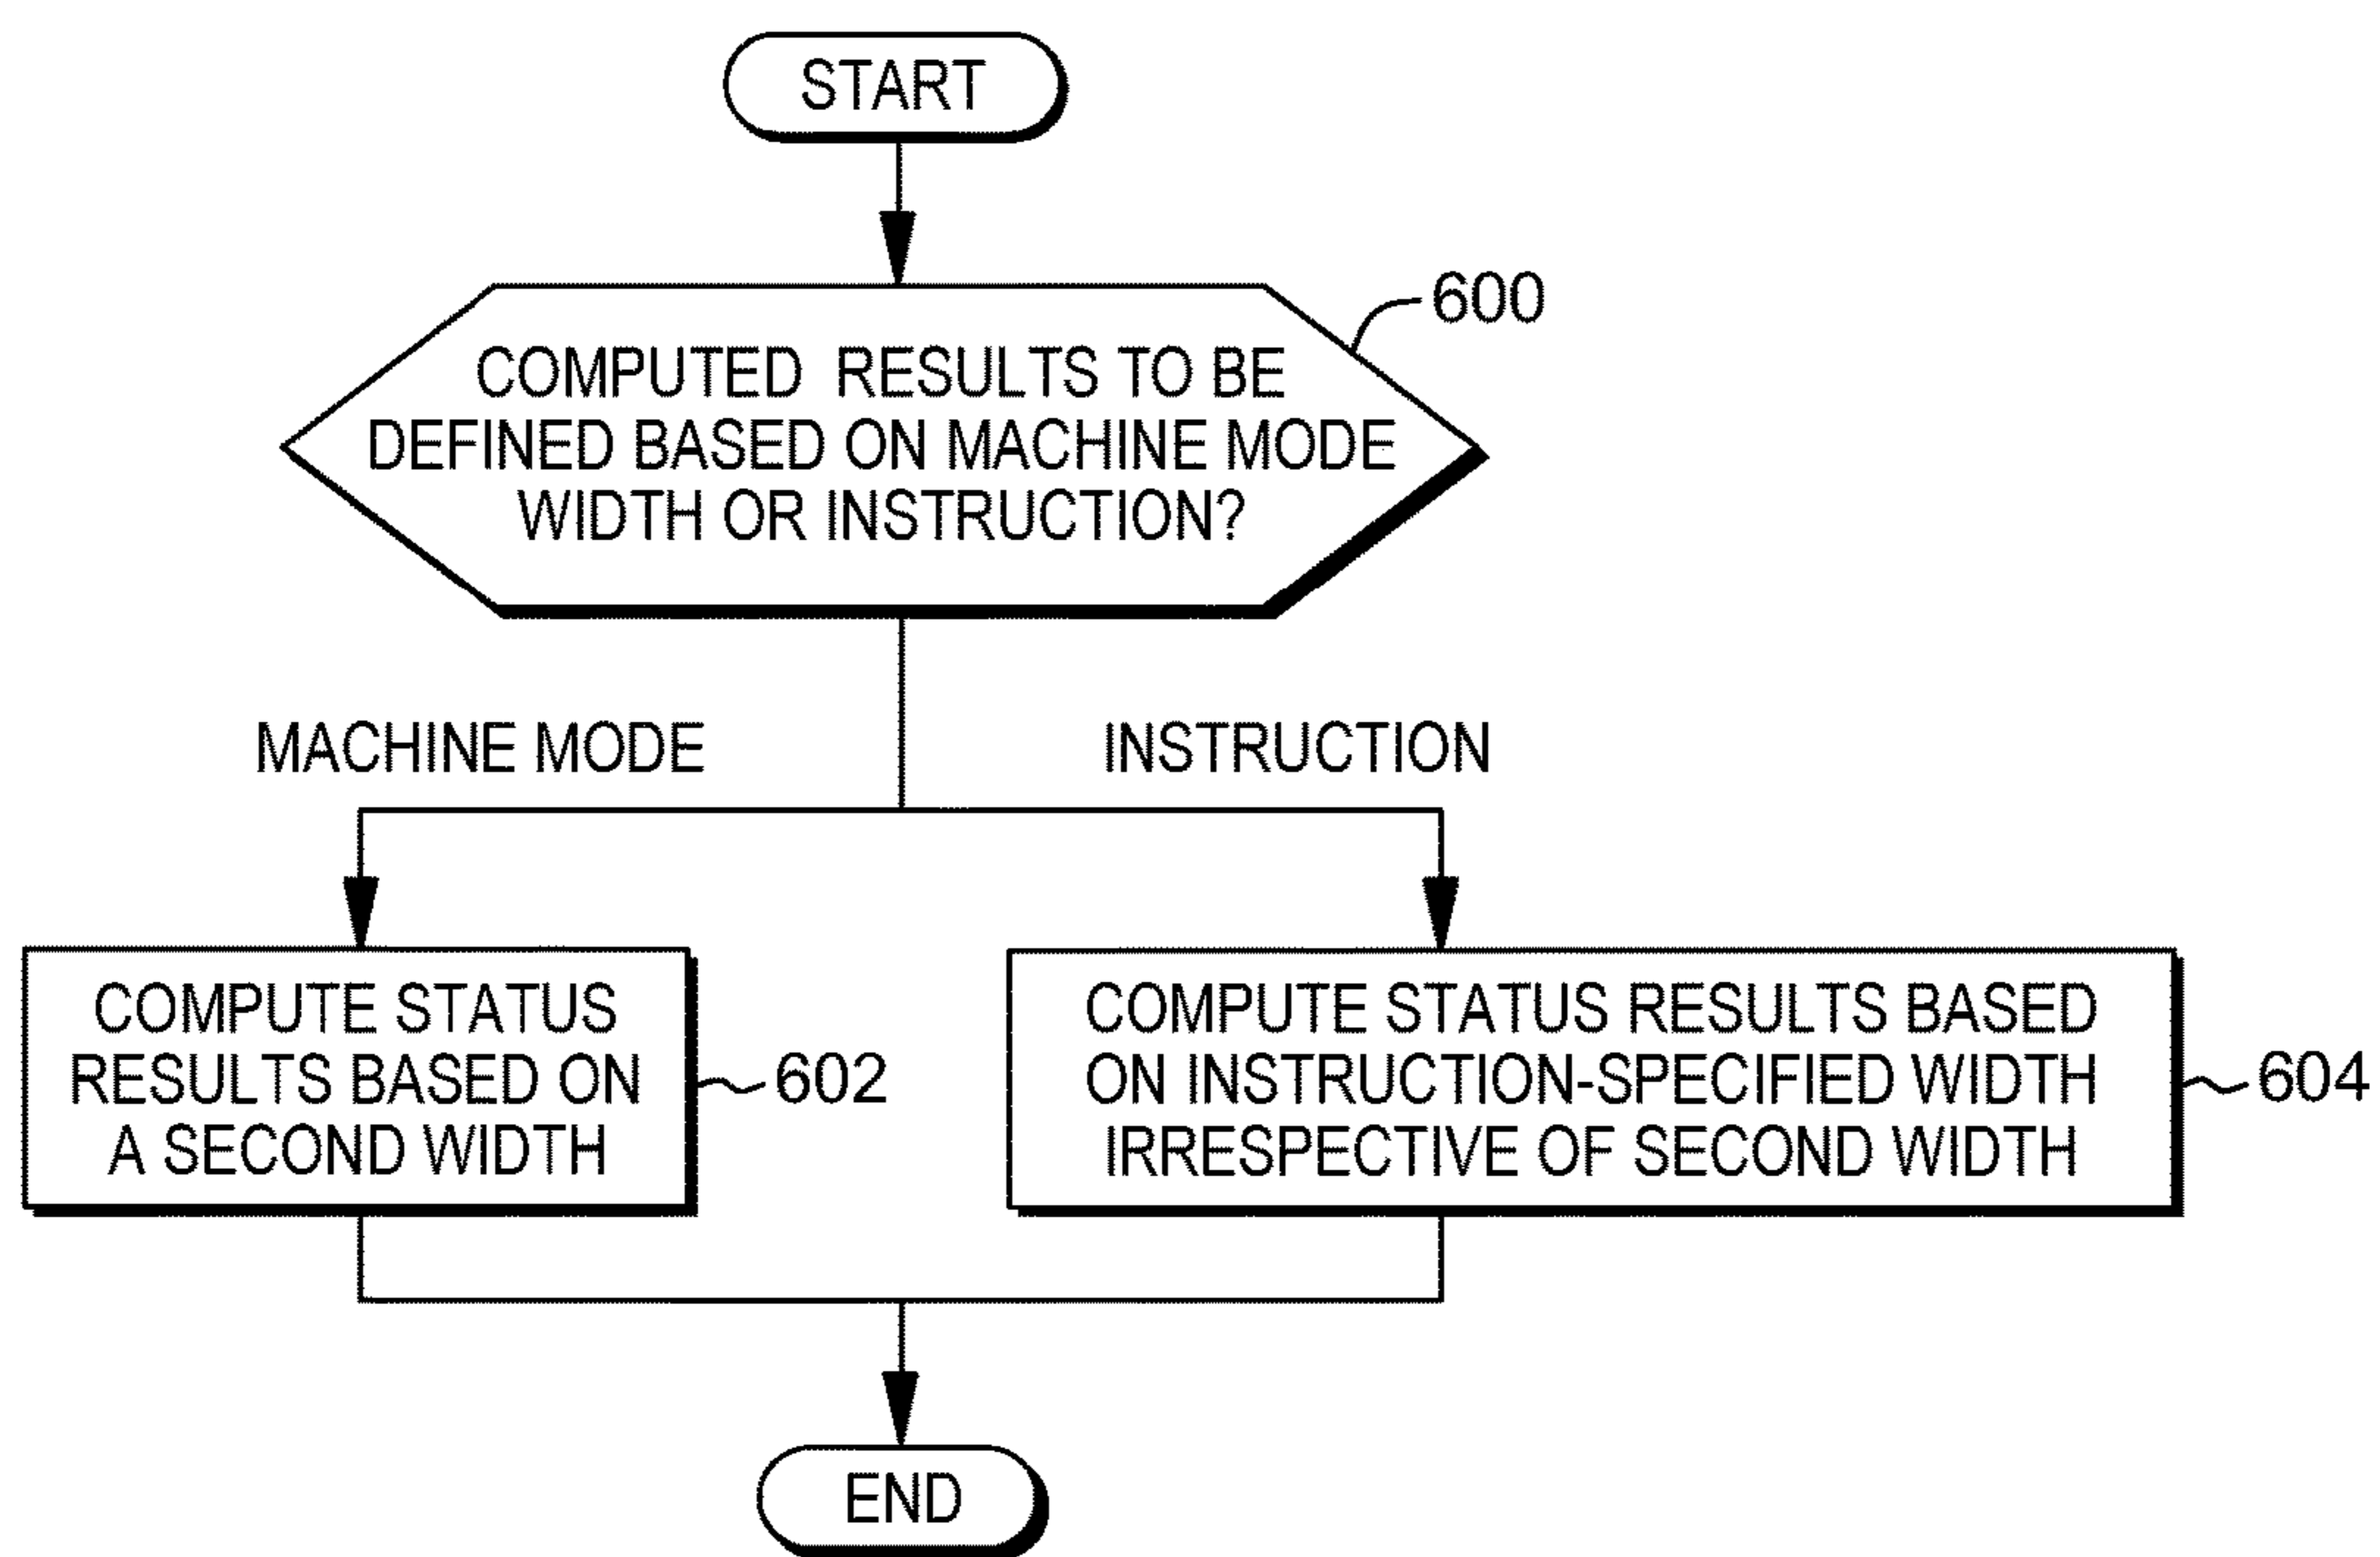 START
600
COMPUTED RESULTS TO BE
DEFINED BASED ON MACHINE MODE
WIDTH OR INSTRUCTION?
MACHINE MODE
INSTRUCTION
COMPUTE STATUS
RESULTS BASED ON
A SECOND WIDTH
602
COMPUTE STATUS RESULTS BASED
ON INSTRUCTION-SPECIFIED WIDTH
IRRESPECTIVE OF SECOND WIDTH
604
END